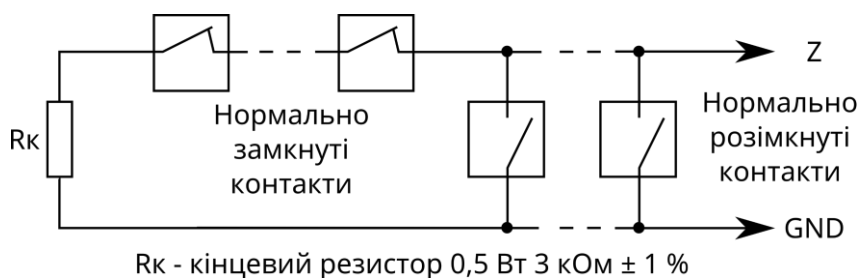 Z
Rк
Нормально
замкнуті
контакти
Нормально
розімкнуті
контакти
GND
Rк - кінцевий резистор 0,5 Вт 3 кОм ± 1 %